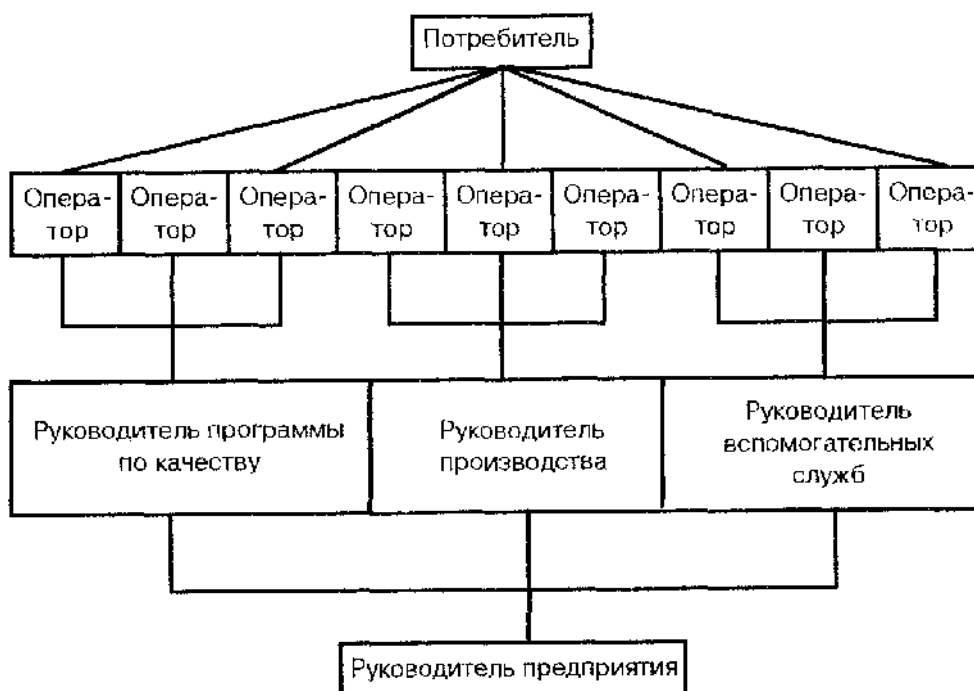 Потребитель
Опера- Опера- Опера- Опера- Опера- Опера- Опера- Опера- Опера-
тор тор тор тор тор тор тор тор тор
Руководитель программы
по качеству
Руководитель
производства
Руководитель
вспомогательных
служб
Руководитель предприятия